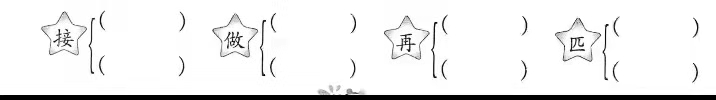 接 ( ) 做 ( ) 再 ( ) 匹 ( )
( ) ( ) ( ) ( )